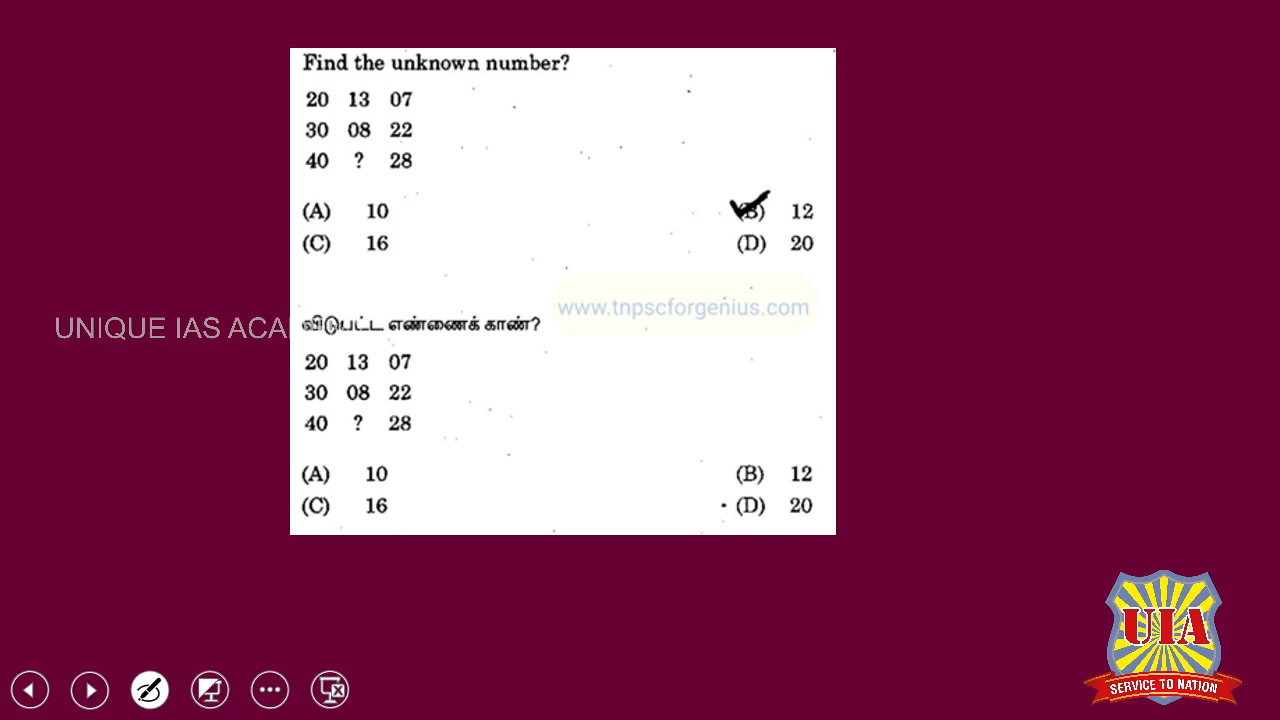 Find the unknown number?
20 13 07
30 08 22
40 ? 28
(A) 10 (B) 12
(C) 16 (D) 20
www.tnpscforgenius.com
UNIQUE IAS ACA
விடுபட்ட எண்ணைக் காண்?
20 13 07
30 08 22
40 ? 28
(A) 10 (B) 12
(C) 16 (D) 20
UIA
SERVICE TO NATION